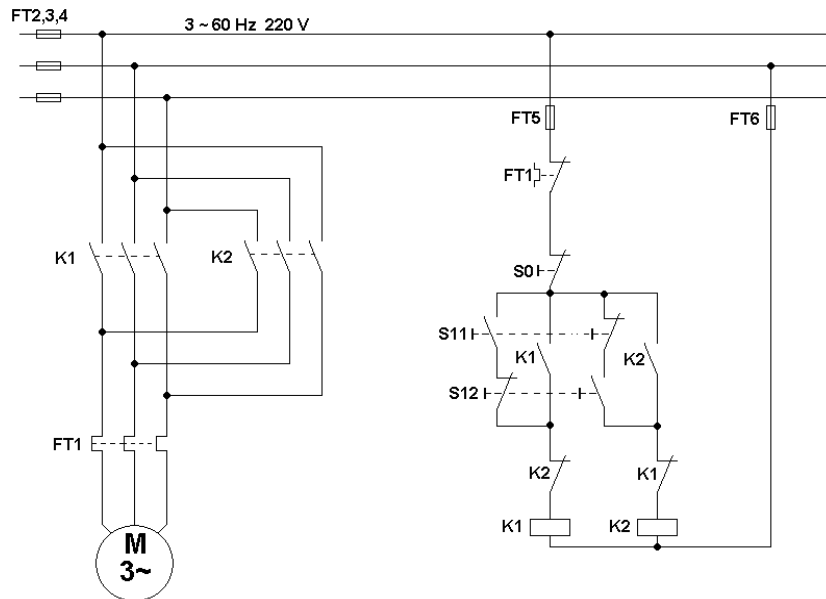 FT2,3,4
3 ~ 60 Hz 220 V
FT5
FT6
FT1
K1
K2
S0
S11
K1
K2
S12
FT1
K2
K1
K1
K2
M
3~